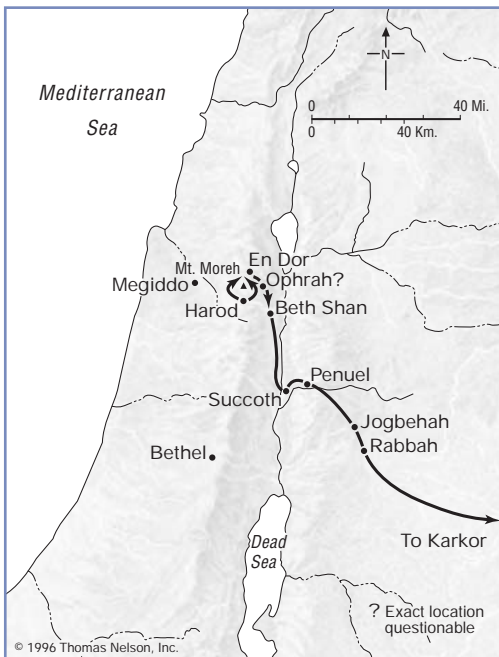 Mediterranean
Sea
N
0 40 Mi.
0 40 Km.
En Dor
Mt. Moreh
Ophrah?
Megiddo
Harod
Beth Shan
Penuel
Succoth
Jogbehah
Rabbah
Bethel
To Karkor
Dead
Sea
? Exact location
questionable
© 1996 Thomas Nelson, Inc.